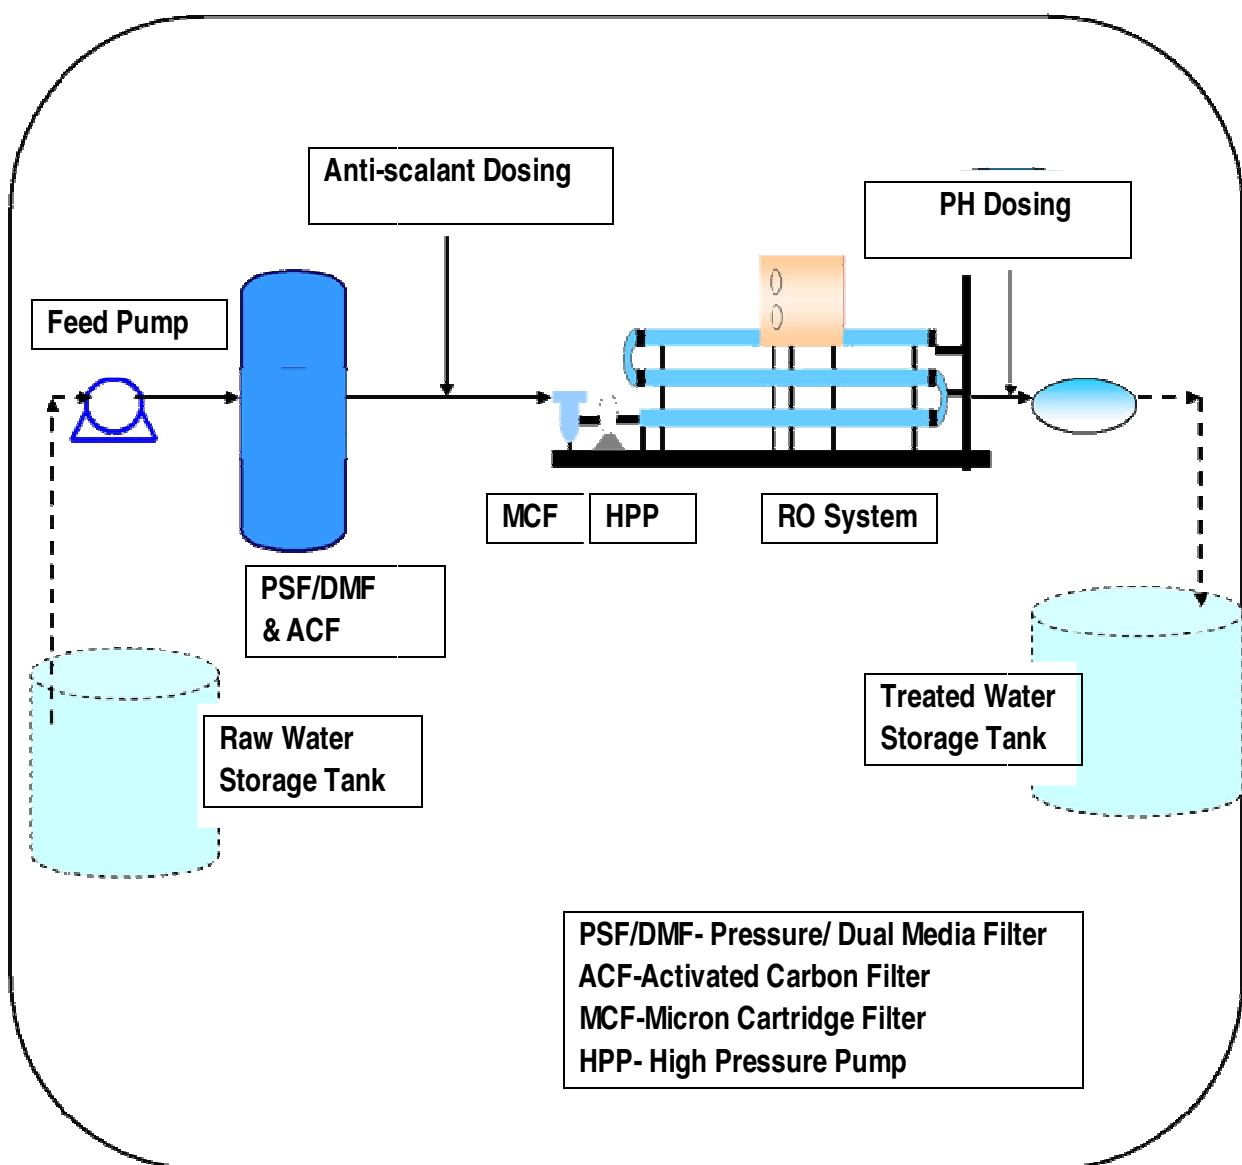 Anti-scalant Dosing
PH Dosing
Feed Pump
MCF
HPP
RO System
PSF/DMF
& ACF
Raw Water
Storage Tank
Treated Water
Storage Tank
PSF/DMF- Pressure/ Dual Media Filter
ACF-Activated Carbon Filter
MCF-Micron Cartridge Filter
HPP- High Pressure Pump